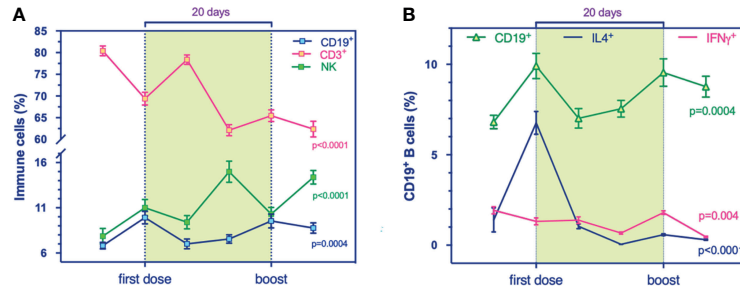 A
20 days
CD19+
CD3+
NK
85
80
75
70
65
60
16
11
6
Immune cells (%)
p<0.0001
p<0.0001
p=0.0004
first dose
boost
B
20 days
CD19+
IL4+
IFNγ+
10
5
0
CD19+ B cells (%)
p=0.0004
p=0.004
p<0.0001
first dose
boost